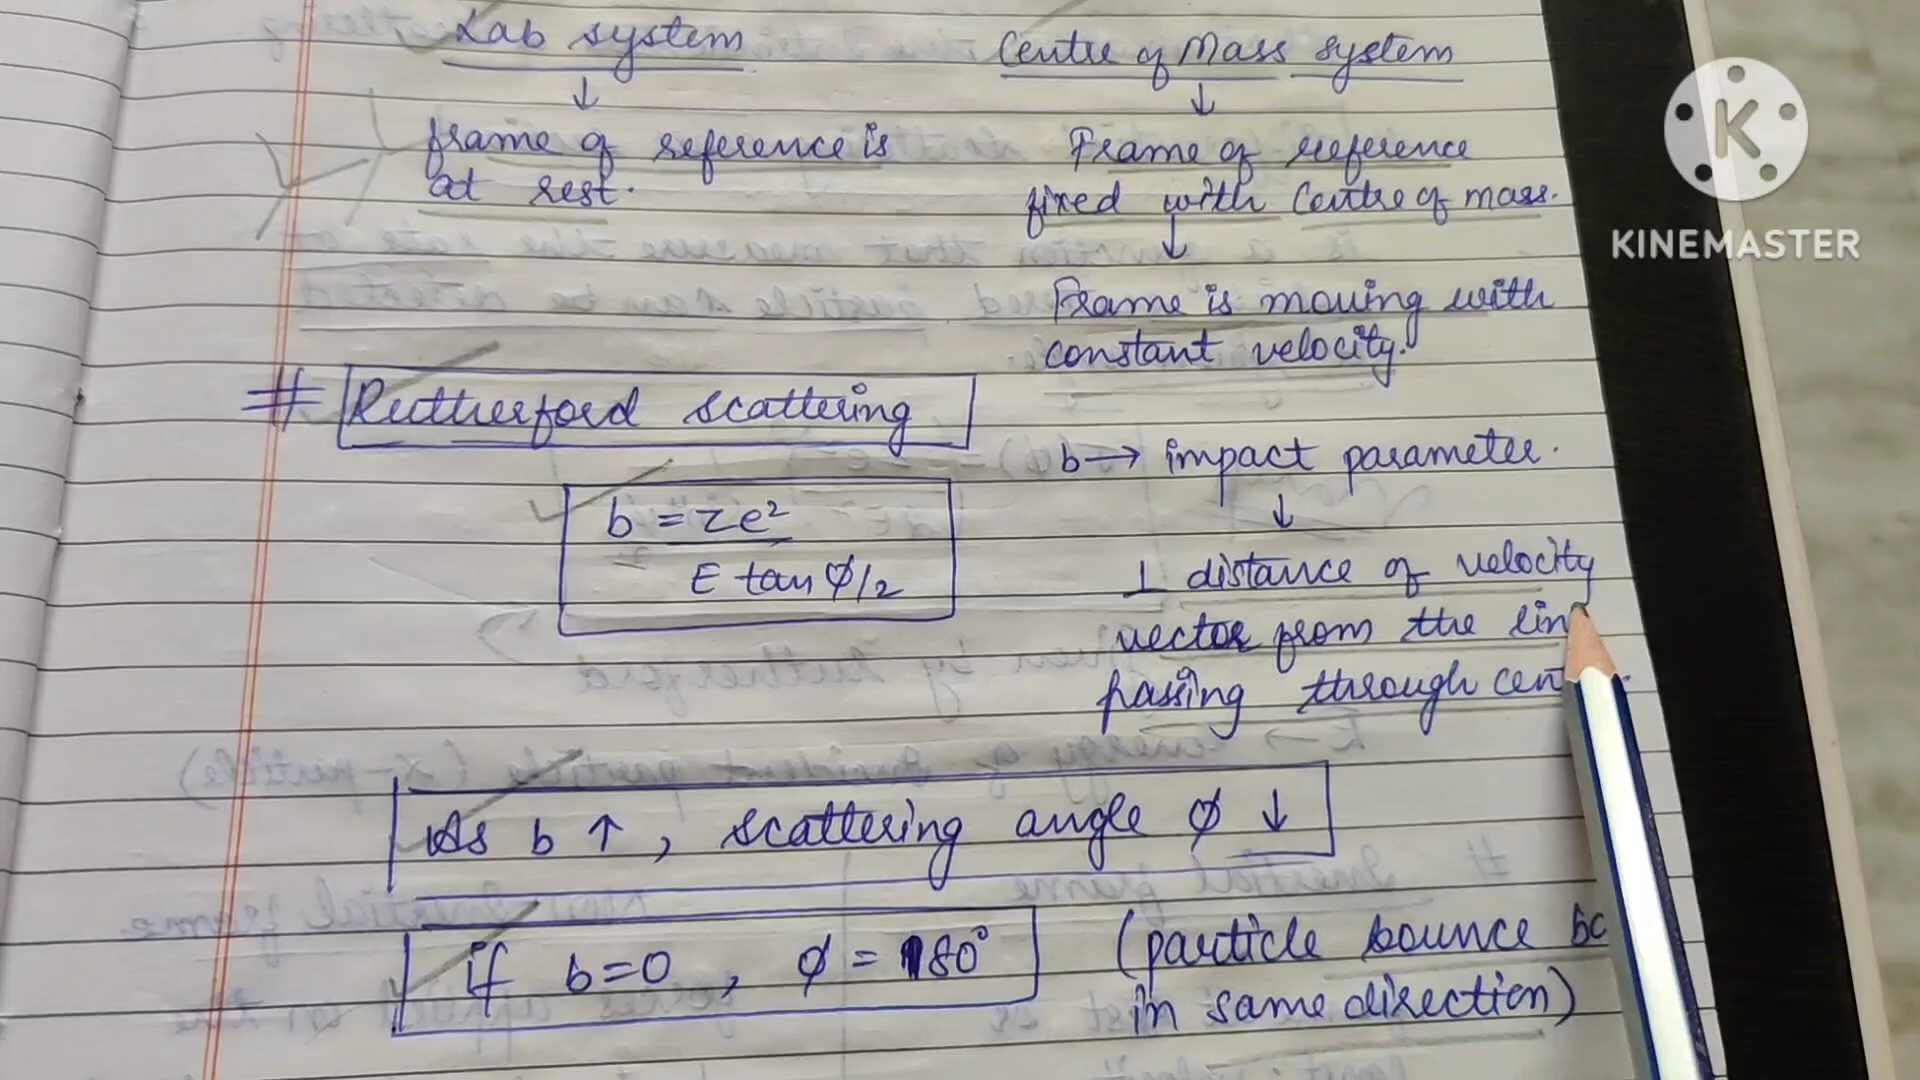 Lab system
↓
frame of reference is
at rest.
Centre of Mass system
↓
Frame of reference
fixed with Centre of mass.
↓
Frame is moving with
constant velocity.
# Rutherford scattering
b = ze²
E tan φ/2
b → impact parameter.
↓
⊥ distance of velocity
vector from the lin
passing through cen
As b ↑, scattering angle φ ↓
if b=0, φ = 180°
(particle bounce
in same direction)
K
KINEMASTER